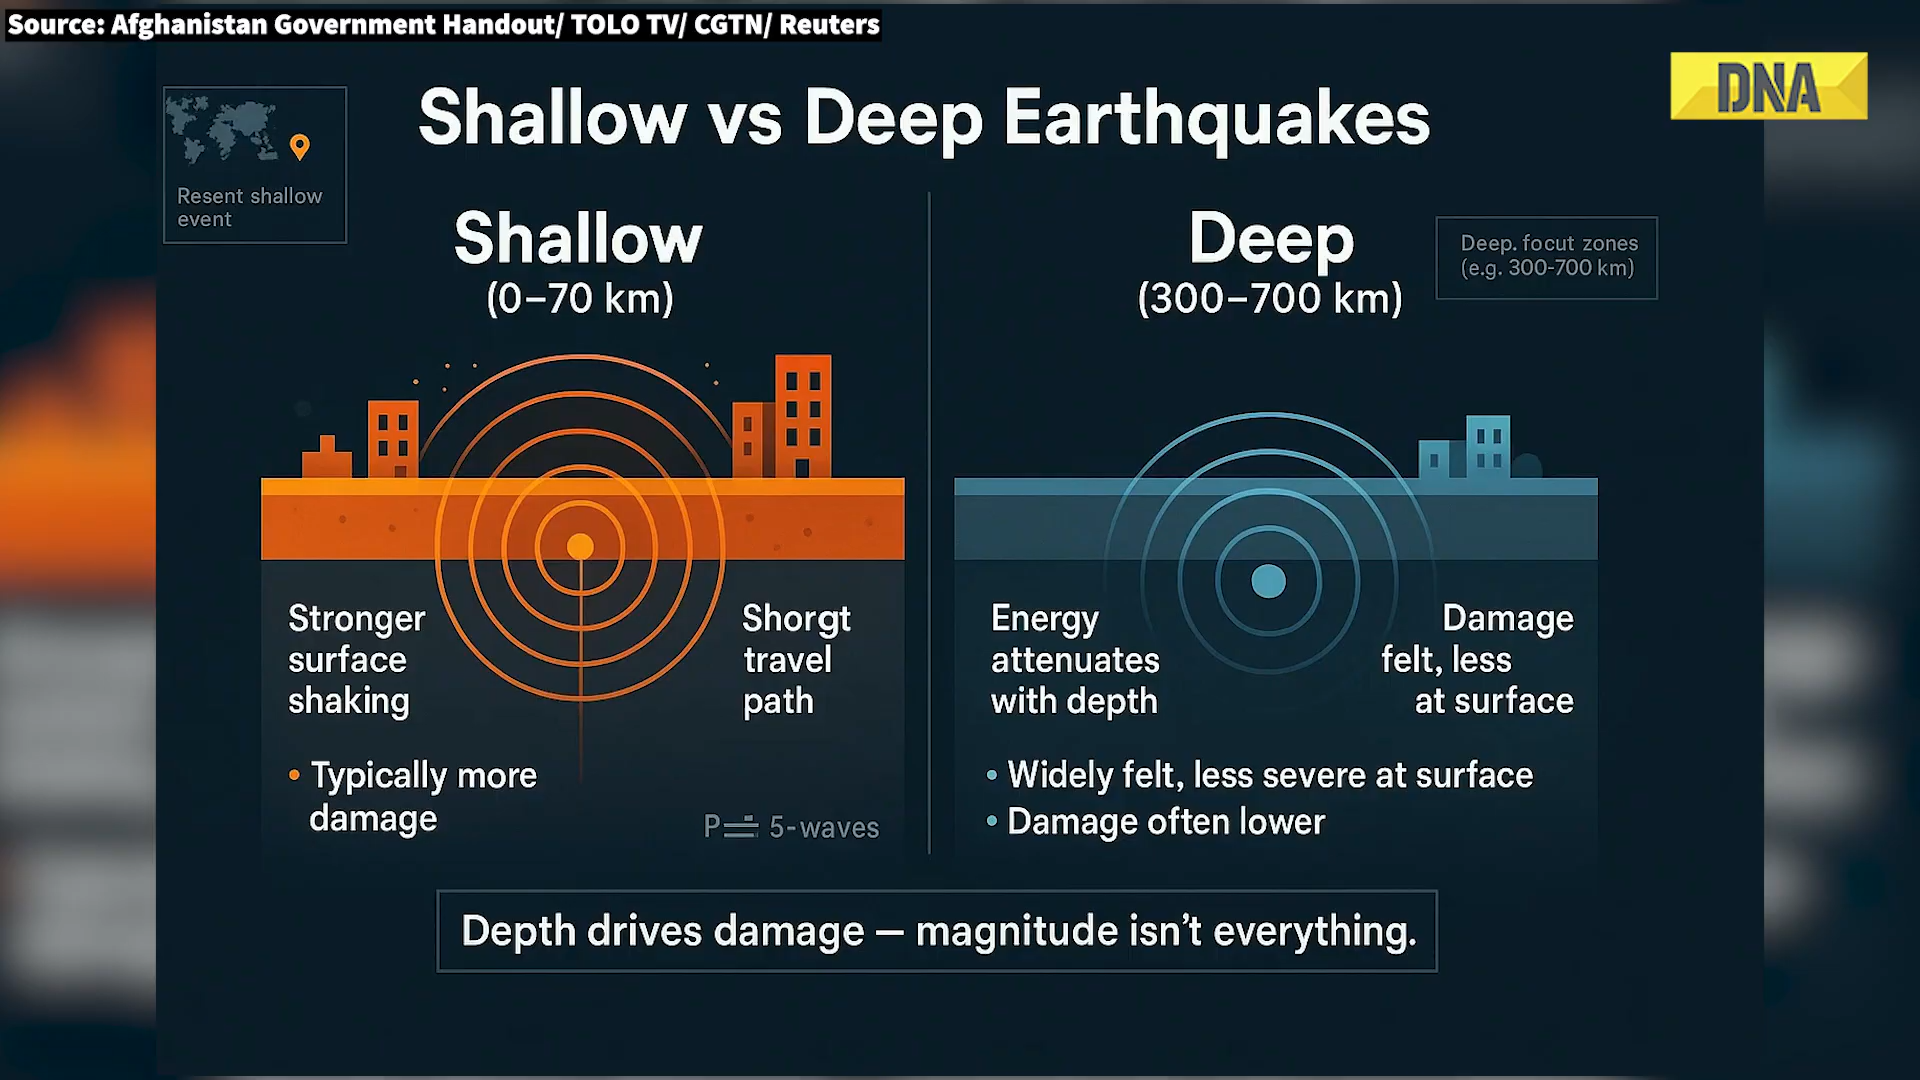 Source: Afghanistan Government Handout/ TOLO TV/ CGTN/ Reuters
DNA
Shallow vs Deep Earthquakes
Resent shallow
event
Shallow
(0–70 km)
Stronger
surface
shaking
Shorgt
travel
path
• Typically more
damage
P 5-waves
Deep
(300–700 km)
Deep. focut zones
(e.g. 300-700 km)
Energy
attenuates
with depth
Damage
felt, less
at surface
• Widely felt, less severe at surface
• Damage often lower
Depth drives damage — magnitude isn't everything.